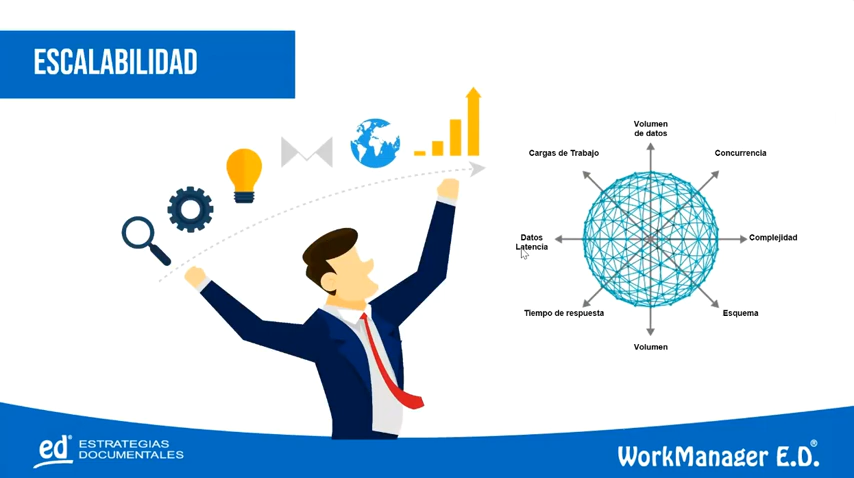 ESCALABILIDAD
Volumen
de datos
Cargas de Trabajo
Concurrencia
Datos
Latencia
Complejidad
Tiempo de respuesta
Esquema
Volumen
ed®
ESTRATEGIAS
DOCUMENTALES
WorkManager E.D.®